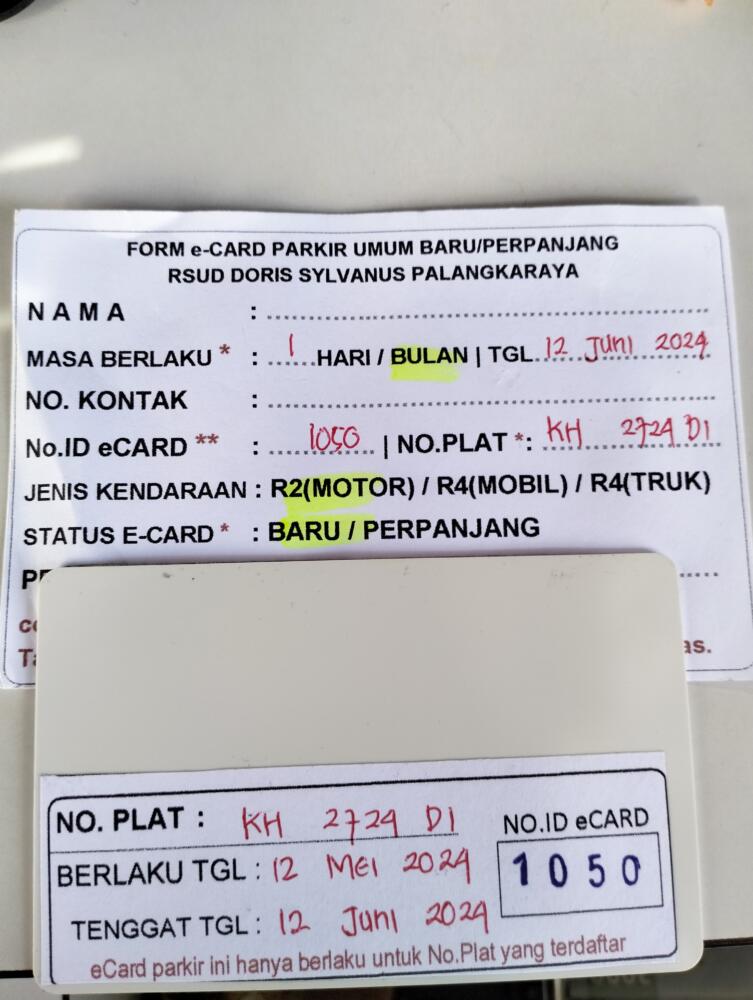 FORM e-CARD PARKIR UMUM BARU/PERPANJANG
RSUD DORIS SYLVANUS PALANGKARAYA
NAMA : ........
MASA BERLAKU * : 1 HARI / BULAN | TGL. 12 JUNI 2024
NO. KONTAK : ........
No.ID eCARD ** : 1050 | NO.PLAT *: KH 2724 DI
JENIS KENDARAAN : R2(MOTOR) / R4(MOBIL) / R4(TRUK)
STATUS E-CARD * : BARU / PERPANJANG
NO. PLAT : KH 2724 DI
BERLAKU TGL : 12 MEI 2024
TENGGAT TGL : 12 JUNI 2024
NO.ID eCARD
1050
eCard parkir ini hanya berlaku untuk No.Plat yang terdaftar